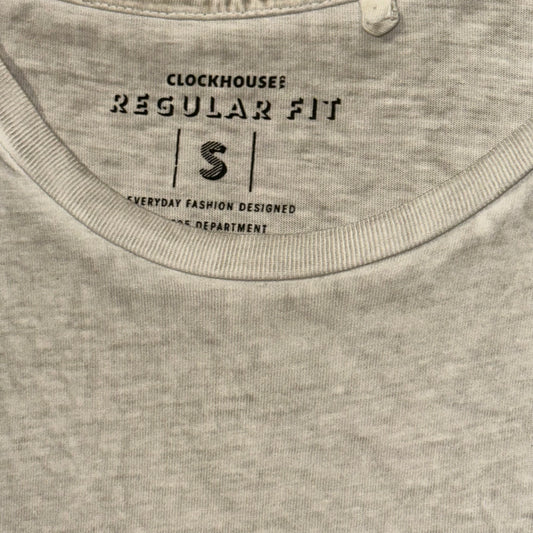 CLOCKHOUSE
REGULAR FIT
S
EVERYDAY FASHION DESIGNED
DEPARTMENT